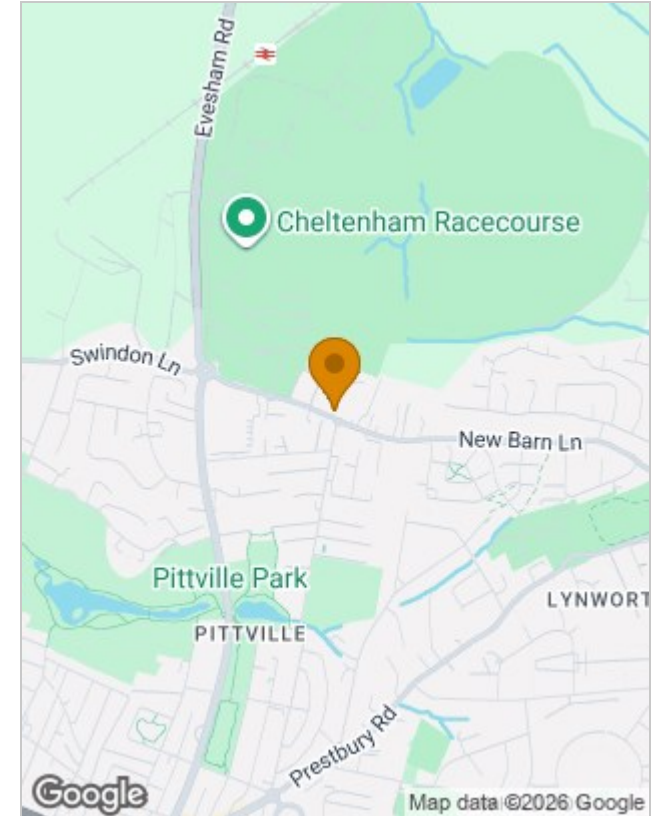 Evesham Rd
Cheltenham Racecourse
Swindon Ln
New Barn Ln
Pittville Park
LYNWORT
PITTVILLE
Prestbury Rd
Google
Map data ©2026 Google